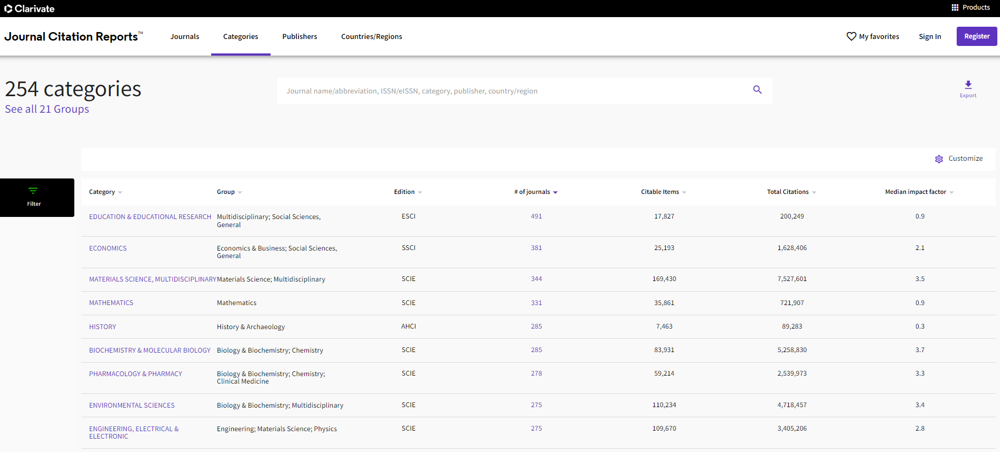 Clarivate
Products
Journal Citation Reports™
Journals
Categories
Publishers
Countries/Regions
My favorites
Sign In
Register
254 categories
See all 21 Groups
Journal name/abbreviation, ISSN/eISSN, category, publisher, country/region
Export
Customize
Filter
Category Group Edition # of journals Citable Items Total Citations Median impact factor
EDUCATION & EDUCATIONAL RESEARCH Multidisciplinary; Social Sciences, ESCI 491 17,827 200,249 0.9
General
ECONOMICS Economics & Business; Social Sciences, SSCI 381 25,193 1,628,406 2.1
General
MATERIALS SCIENCE, MULTIDISCIPLINARY Materials Science; Multidisciplinary SCIE 344 169,430 7,527,601 3.5
MATHEMATICS Mathematics SCIE 331 35,861 721,907 0.9
HISTORY History & Archaeology AHCI 285 7,463 89,283 0.3
BIOCHEMISTRY & MOLECULAR BIOLOGY Biology & Biochemistry; Chemistry SCIE 285 83,931 5,258,830 3.7
PHARMACOLOGY & PHARMACY Biology & Biochemistry; Chemistry; SCIE 278 59,214 2,539,973 3.3
Clinical Medicine
ENVIRONMENTAL SCIENCES Biology & Biochemistry; Multidisciplinary SCIE 275 110,234 4,718,457 3.4
ENGINEERING, ELECTRICAL & Engineering; Materials Science; Physics SCIE 275 109,670 3,405,206 2.8
ELECTRONIC